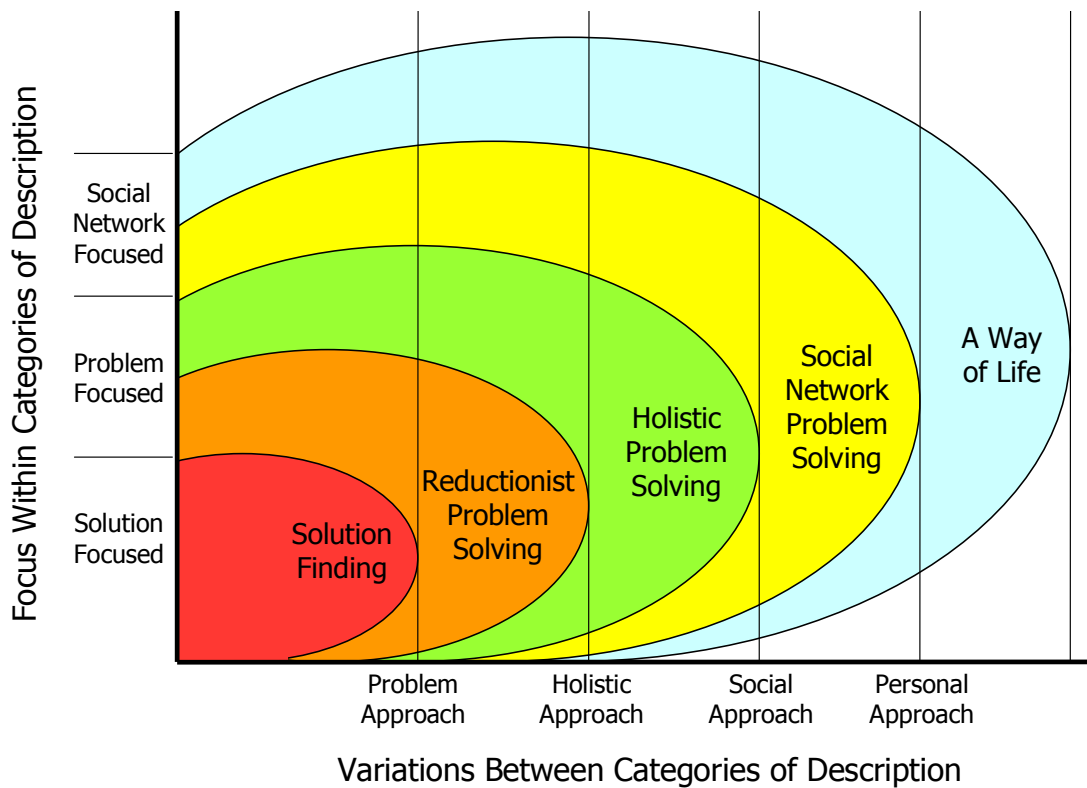 Focus Within Categories of Description
Social
Network
Focused
Problem
Focused
Solution
Focused
Solution
Finding
Reductionist
Problem
Solving
Holistic
Problem
Solving
Social
Network
Problem
Solving
A Way
of Life
Problem
Approach
Holistic
Approach
Social
Approach
Personal
Approach
Variations Between Categories of Description